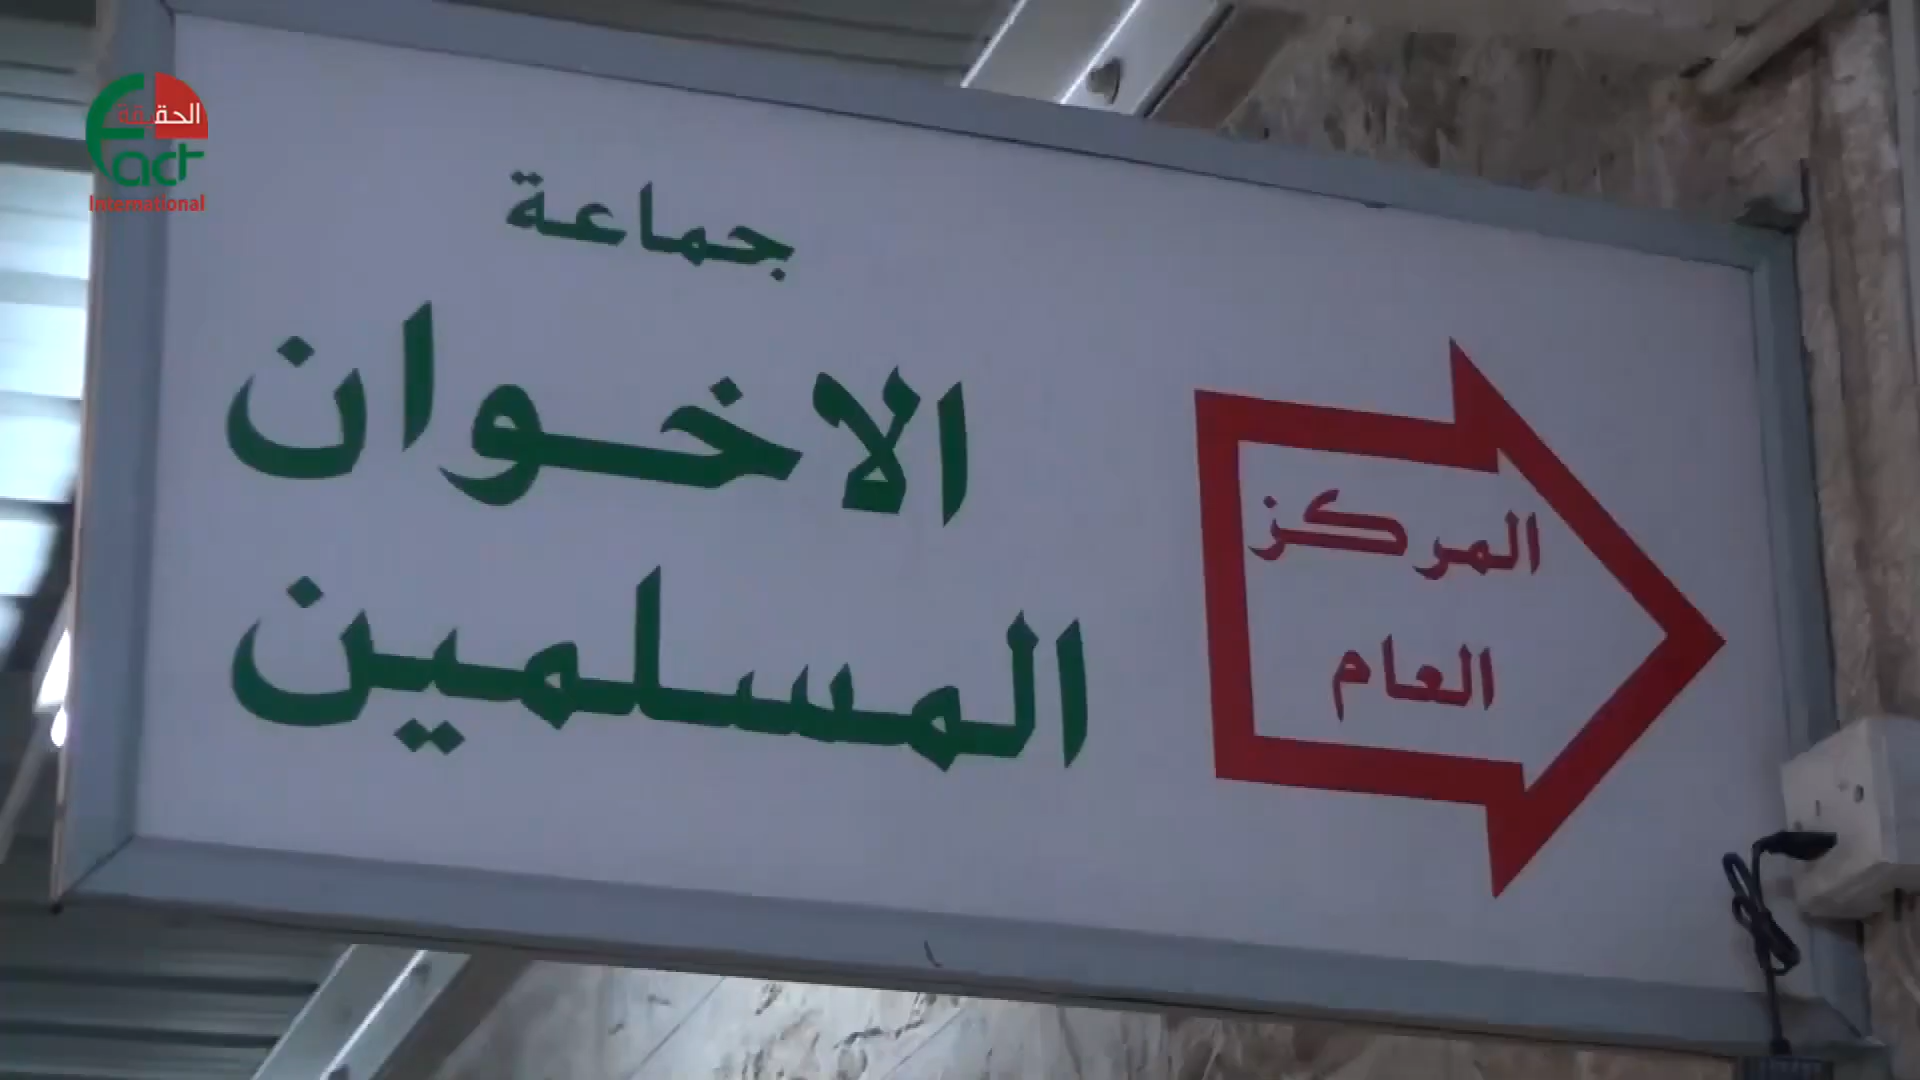 الحقيقة
Fact
International
جماعة
الاخوان
المسلمين
المركز
العام